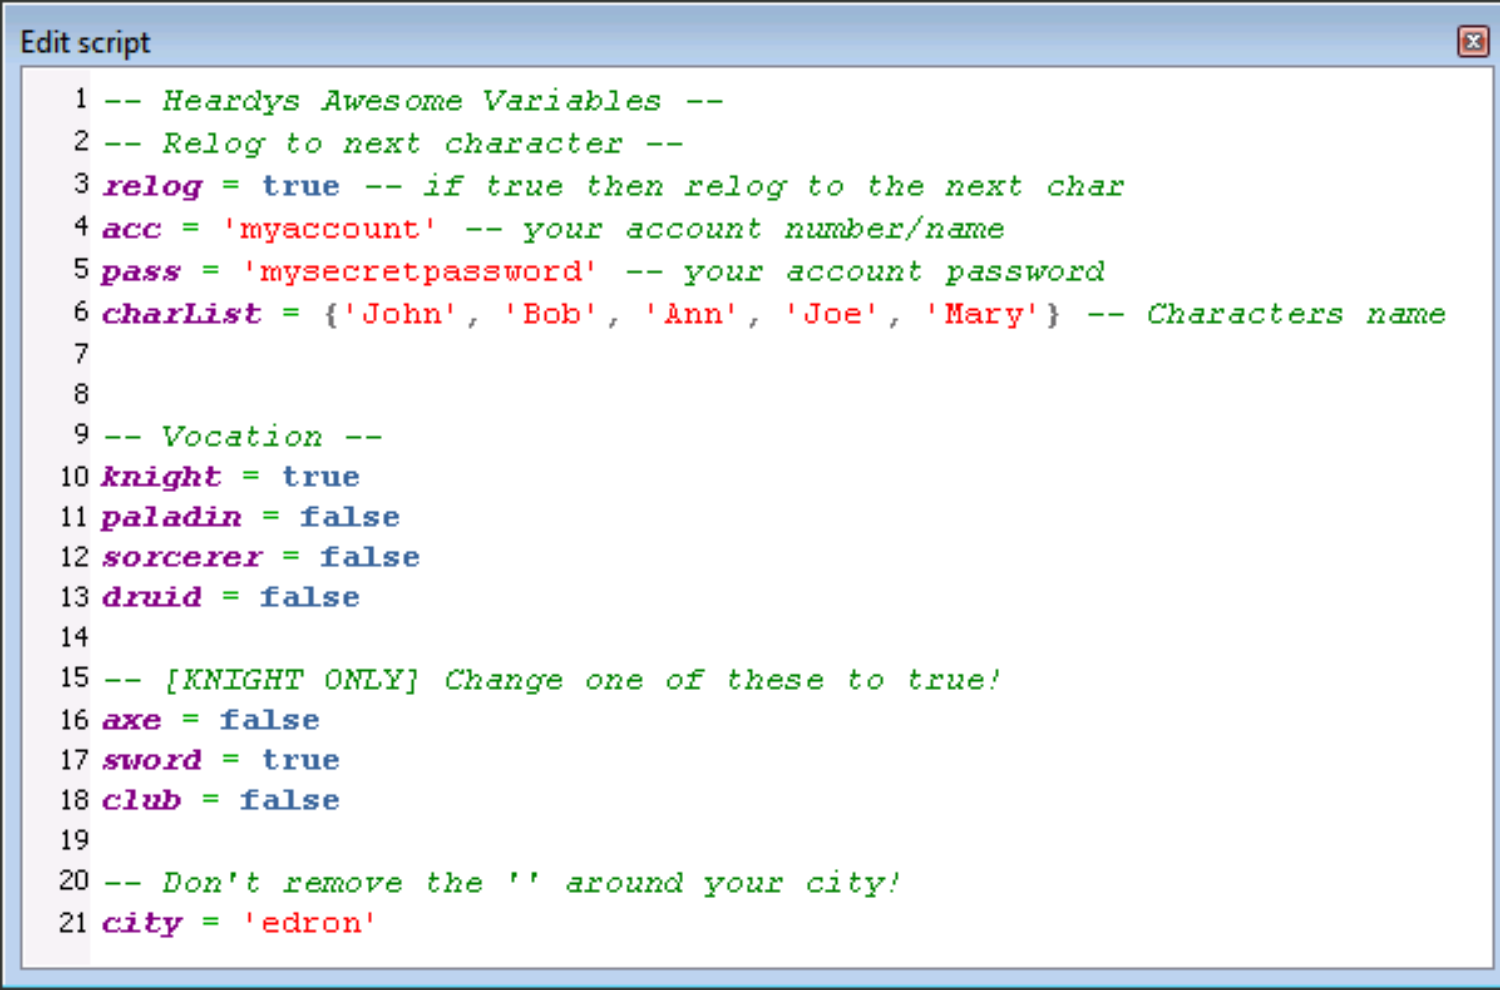 Edit script
1 -- Heardys Awesome Variables --
2 -- Relog to next character --
3 relog = true -- if true then relog to the next char
4 acc = 'myaccount' -- your account number/name
5 pass = 'mysecretpassword' -- your account password
6 charList = {'John', 'Bob', 'Ann', 'Joe', 'Mary'} -- Characters name
7
8
9 -- Vocation --
10 knight = true
11 paladin = false
12 sorcerer = false
13 druid = false
14
15 -- [KNIGHT ONLY] Change one of these to true!
16 axe = false
17 sword = true
18 club = false
19
20 -- Don't remove the '' around your city!
21 city = 'edron'